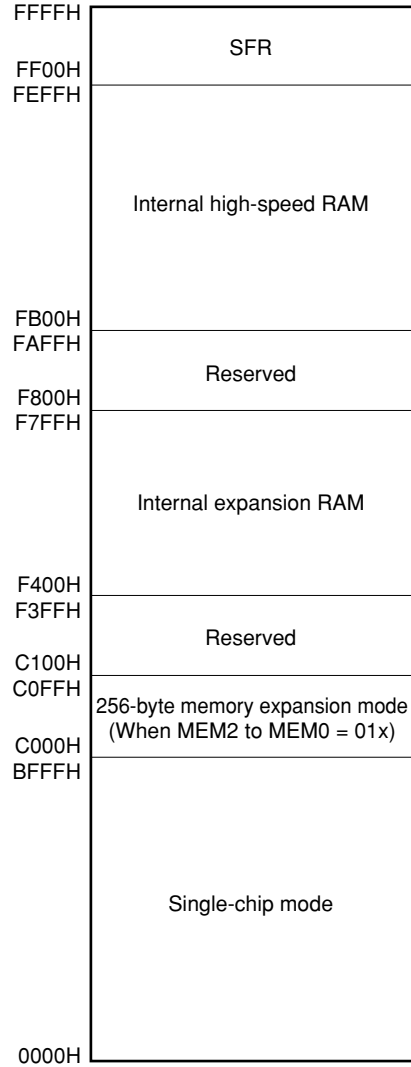 FFFFH
SFR
FF00H
FEFFH
Internal high-speed RAM
FB00H
FAFFH
Reserved
F800H
F7FFH
Internal expansion RAM
F400H
F3FFH
Reserved
C100H
C0FFH
256-byte memory expansion mode
(When MEM2 to MEM0 = 01x)
C000H
BFFFH
Single-chip mode
0000H